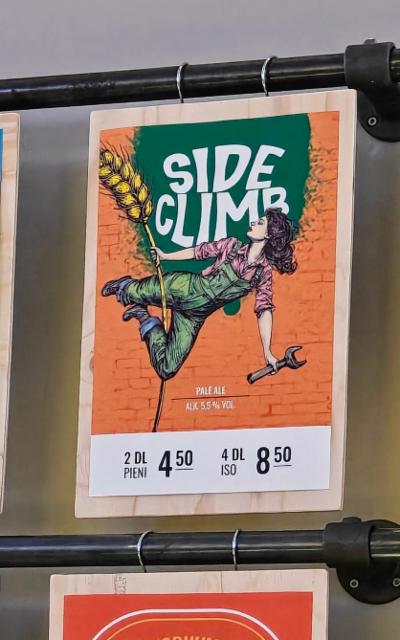 SIDE
CLIMB
PALE ALE
ALK. 5,5 % VOL.
2 DL PIENI 4 50
4 DL ISO 8 50